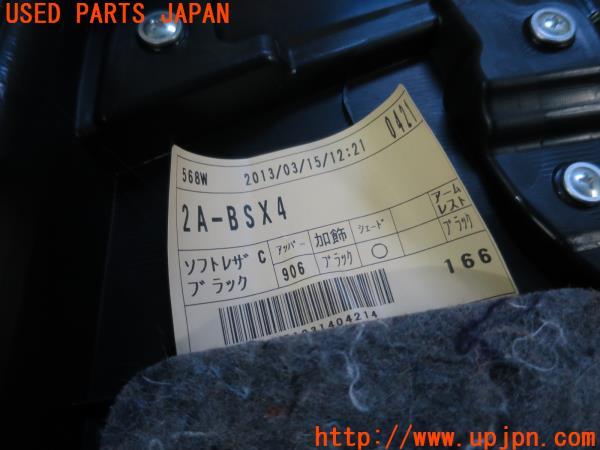 USED PARTS JAPAN
568W 2013/03/15/12:21 0421
2A-BSX4
ソフトレザ C
ブラック
アッパー
906
加飾
ブラック
シェード
○
アーム
レスト
ブラック
166
1031404214
http://www.upjpn.com